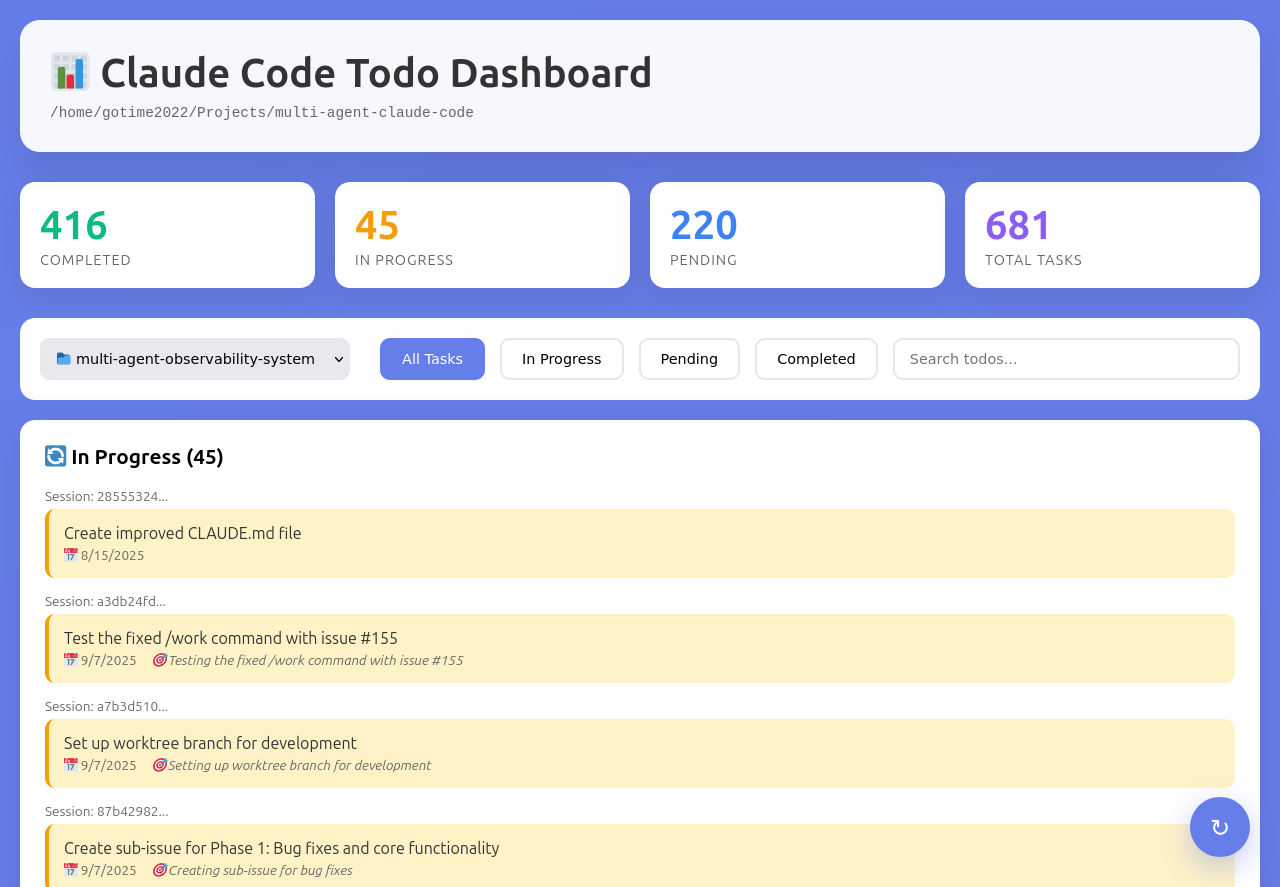 Claude Code Todo Dashboard
/home/gotime2022/Projects/multi-agent-claude-code
416
COMPLETED
45
IN PROGRESS
220
PENDING
681
TOTAL TASKS
multi-agent-observability-system
All Tasks
In Progress
Pending
Completed
Search todos...
In Progress (45)
Session: 28555324...
Create improved CLAUDE.md file
8/15/2025
Session: a3db24fd...
Test the fixed /work command with issue #155
9/7/2025 Testing the fixed /work command with issue #155
Session: a7b3d510...
Set up worktree branch for development
9/7/2025 Setting up worktree branch for development
Session: 87b42982...
Create sub-issue for Phase 1: Bug fixes and core functionality
9/7/2025 Creating sub-issue for bug fixes